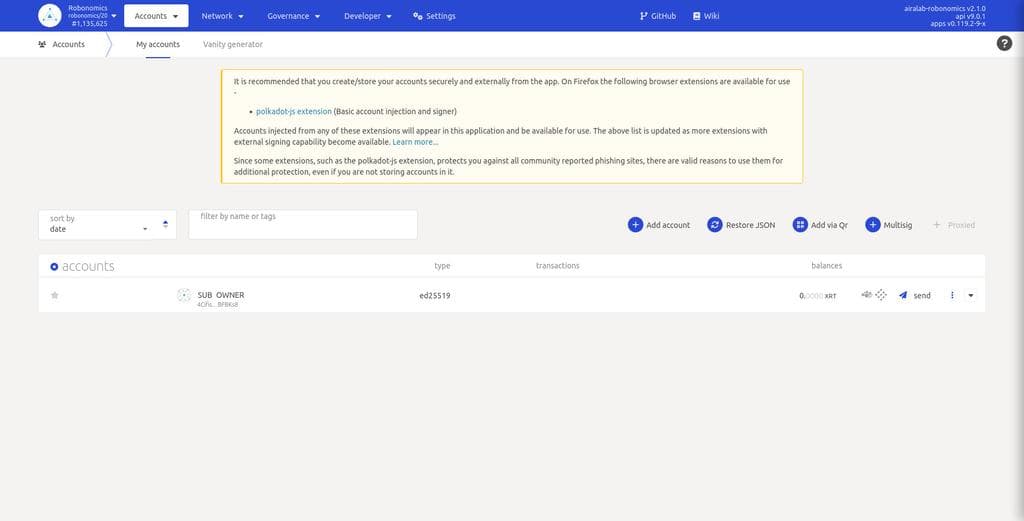 Robonomics
robonomics/20
#1,135,625
Accounts
Network
Governance
Developer
Settings
GitHub
Wiki
airalab-robonomics v2.1.0
api v9.0.1
apps v0.119.2-9-x
Accounts
My accounts
Vanity generator
?
It is recommended that you create/store your accounts securely and externally from the app. On Firefox the following browser extensions are available for use
-
• polkadot-js extension (Basic account injection and signer)
Accounts injected from any of these extensions will appear in this application and be available for use. The above list is updated as more extensions with
external signing capability become available. Learn more...
Since some extensions, such as the polkadot-js extension, protects you against all community reported phishing sites, there are valid reasons to use them for
additional protection, even if you are not storing accounts in it.
sort by
date
filter by name or tags
Add account
Restore JSON
Add via Qr
Multisig
Proxied
accounts
type
transactions
balances
SUB_OWNER
ed25519
0.0000 XRT
send